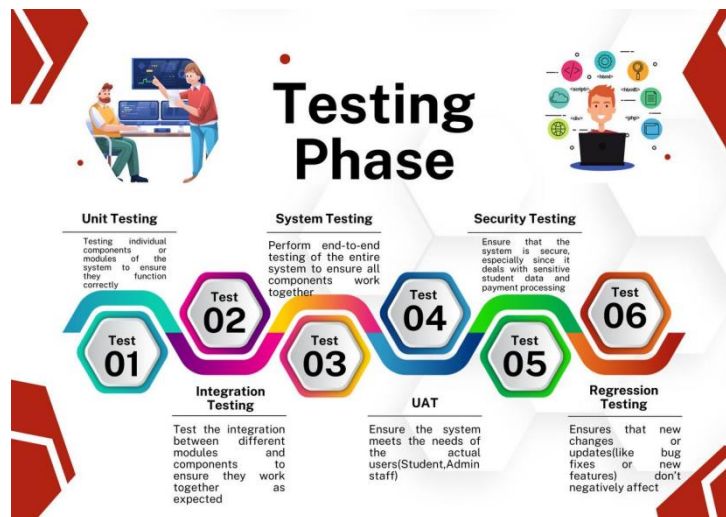 Testing
Phase
Unit Testing
Testing individual
components or
modules of the
system to ensure
they function
correctly
System Testing
Perform end-to-end
testing of the entire
system to ensure all
components work
together
Security Testing
Ensure that the
system is secure,
especially since it
deals with sensitive
student data and
payment processing
Test
01
Test
02
Test
03
Test
04
Test
05
Test
06
Integration
Testing
Test the integration
between different
modules and
components to
ensure they work
together as
expected
UAT
Ensure the system
meets the needs of
the actual
users(Student,Admin
staff)
Regression
Testing
Ensures that new
changes or
updates(like bug
fixes or new
features) don't
negatively affect